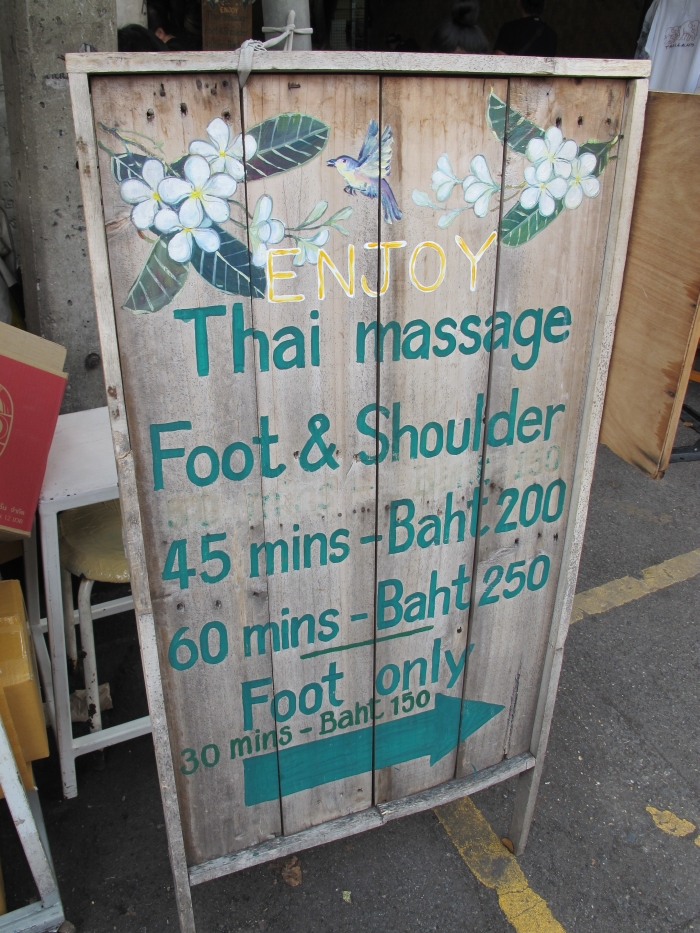 ENJOY
Thai massage
Foot & Shoulder
45 mins - Baht 200
60 mins - Baht 250
Foot only
30 mins - Baht 150